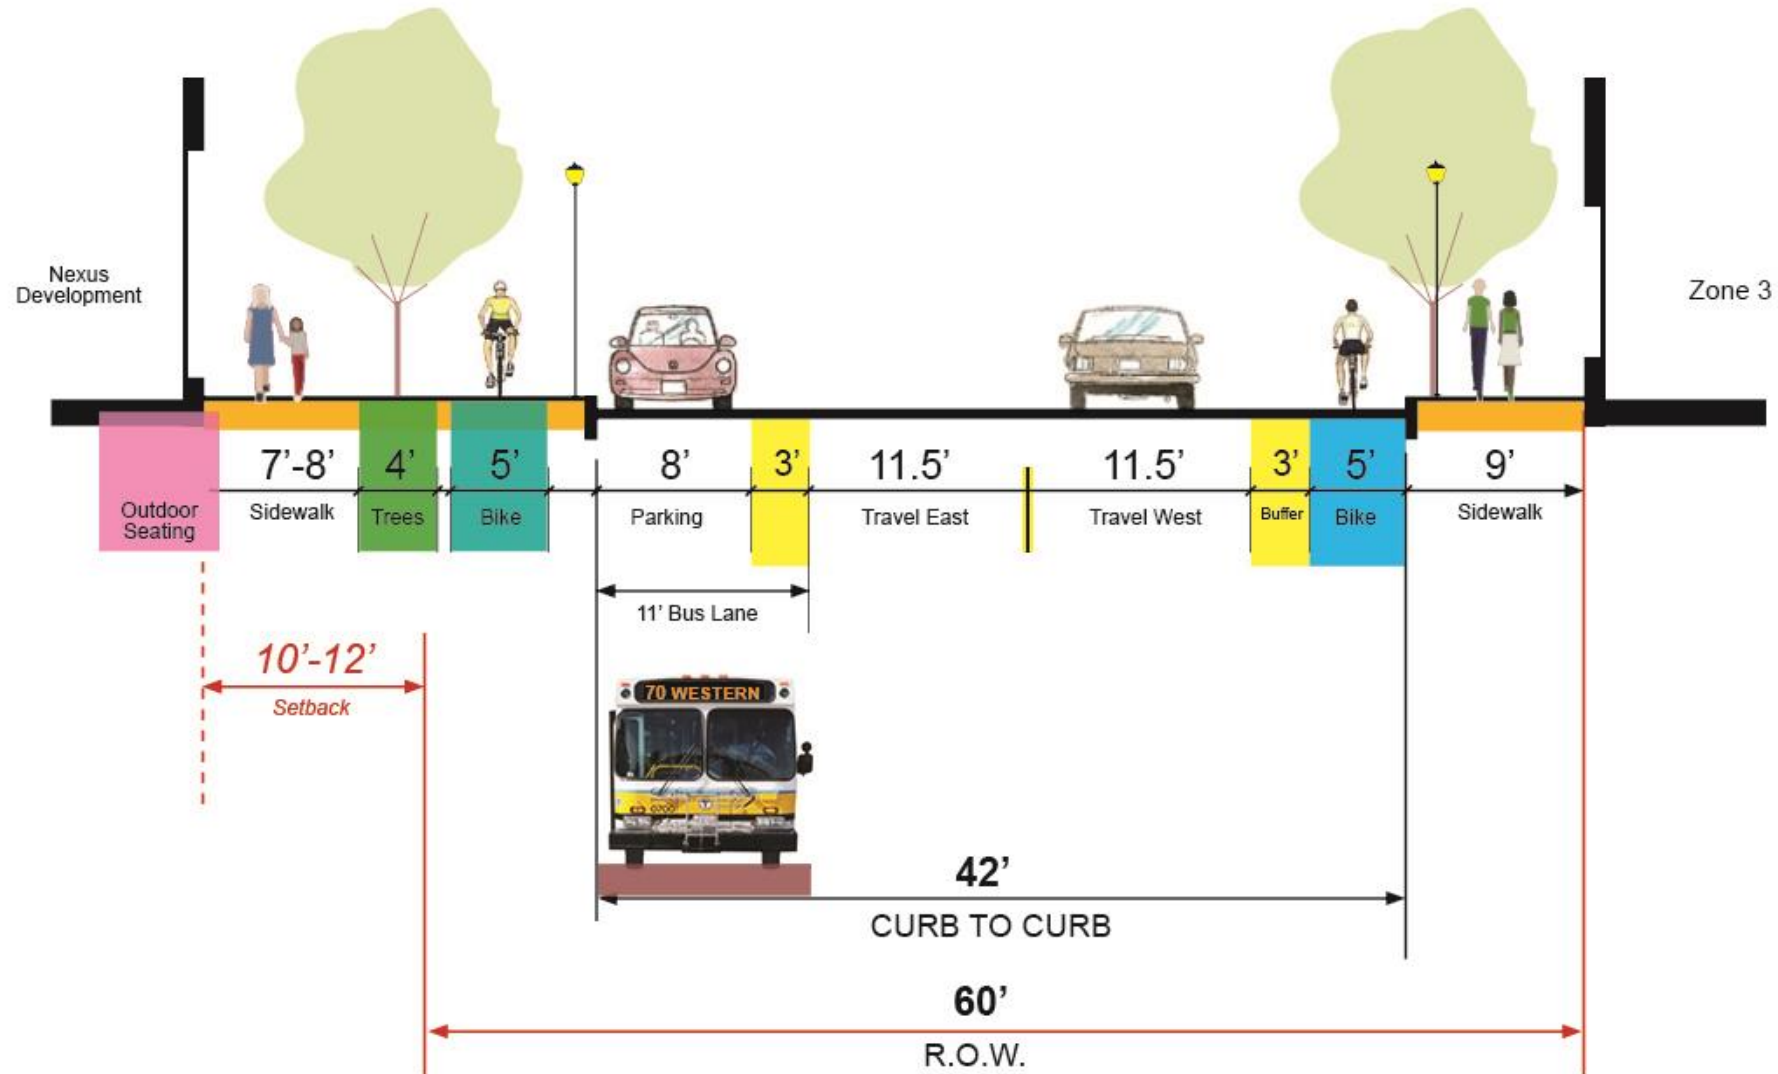 Nexus
Development
Zone 3
7’-8’
4’
5’
8’
3’
11.5’
11.5’
3’
5’
9’
Outdoor
Seating
Sidewalk
Trees
Bike
Parking
Travel East
Travel West
Buffer
Bike
Sidewalk
11’ Bus Lane
10’-12’
Setback
70 WESTERN
42’
CURB TO CURB
60’
R.O.W.